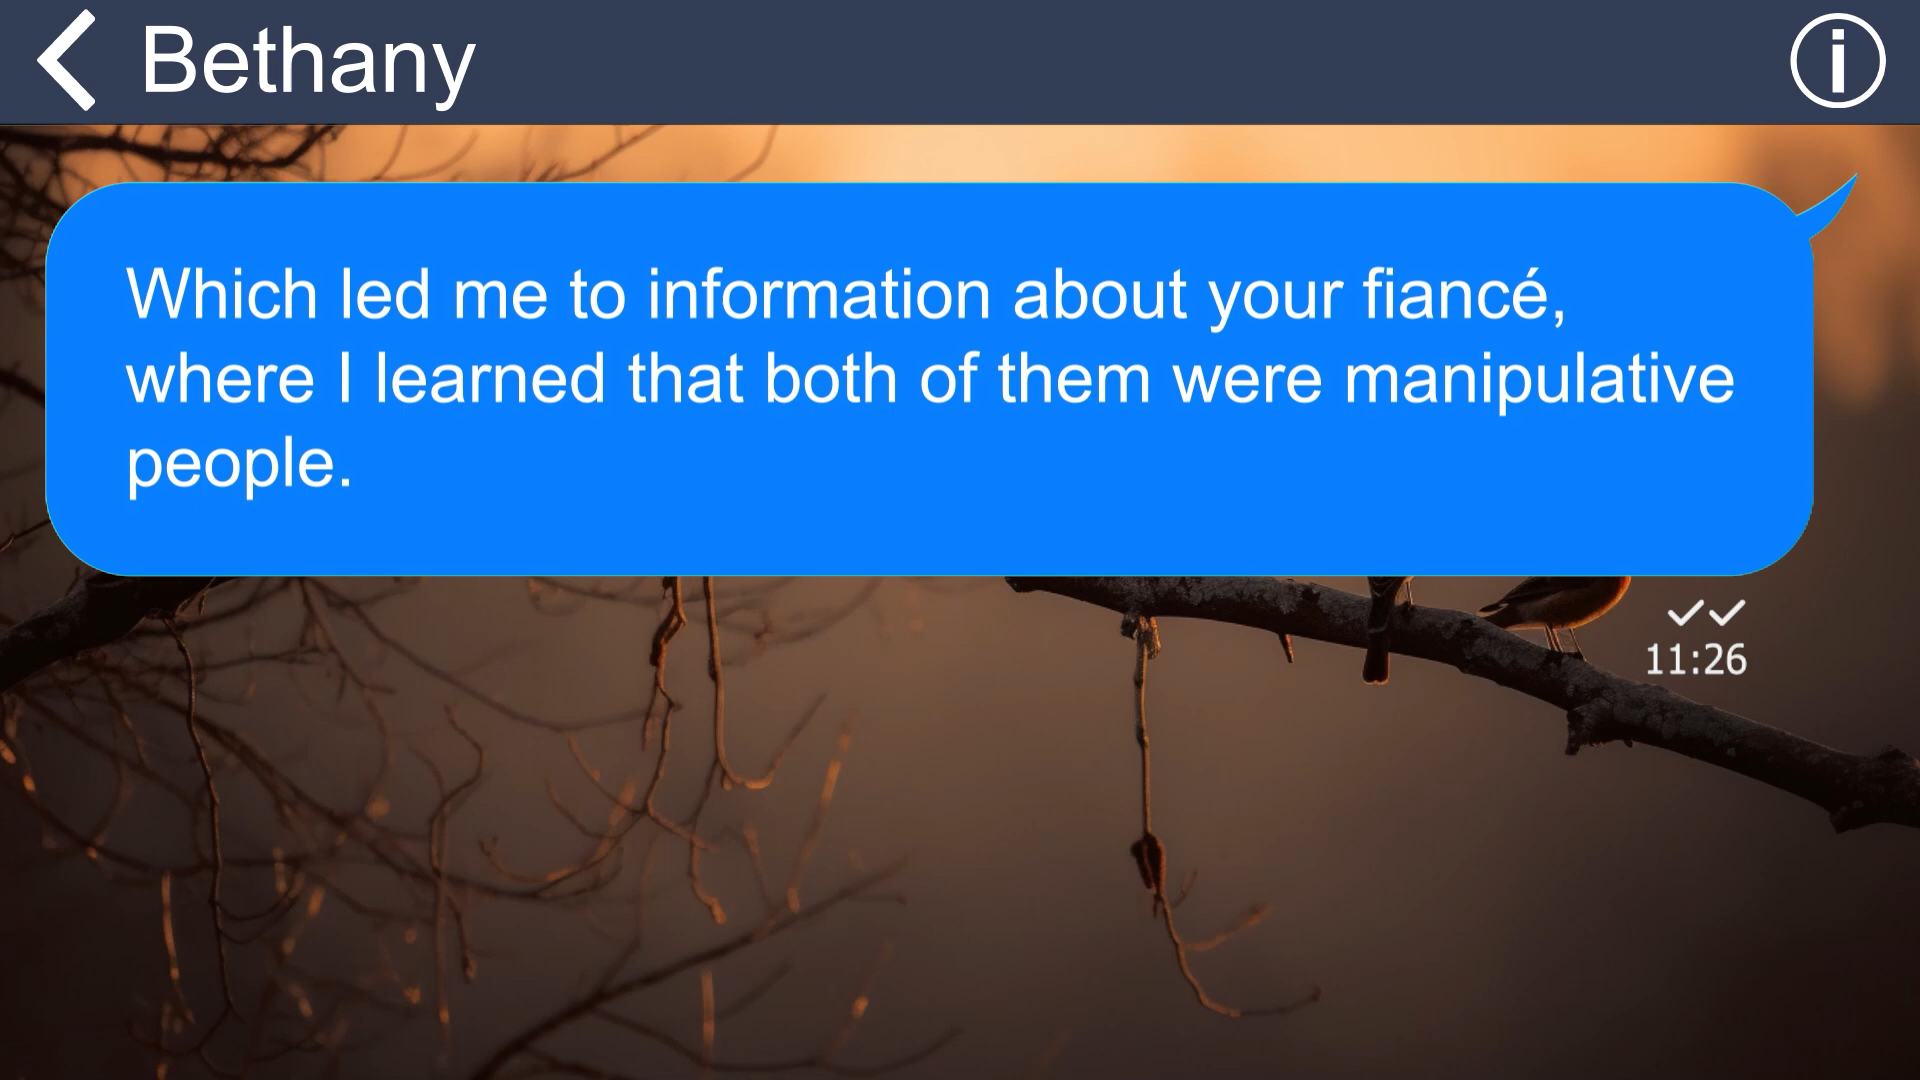 Bethany
Which led me to information about your fiancé,
where I learned that both of them were manipulative
people.
11:26